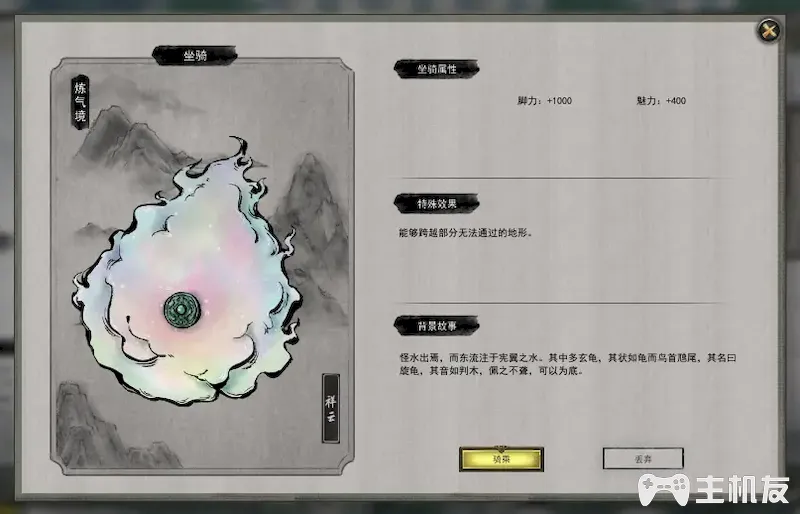 坐骑
炼气境
祥云
坐骑属性
脚力：+1000 魅力：+400
特殊效果
能够跨越部分无法通过的地形。
背景故事
怪水出焉，而东流注于宪翼之水。其中多玄龟，其状如龟而鸟首虺尾，其名曰
旋龟，其音如判木，佩之不聋，可以为底。
骑乘
丢弃
主机友